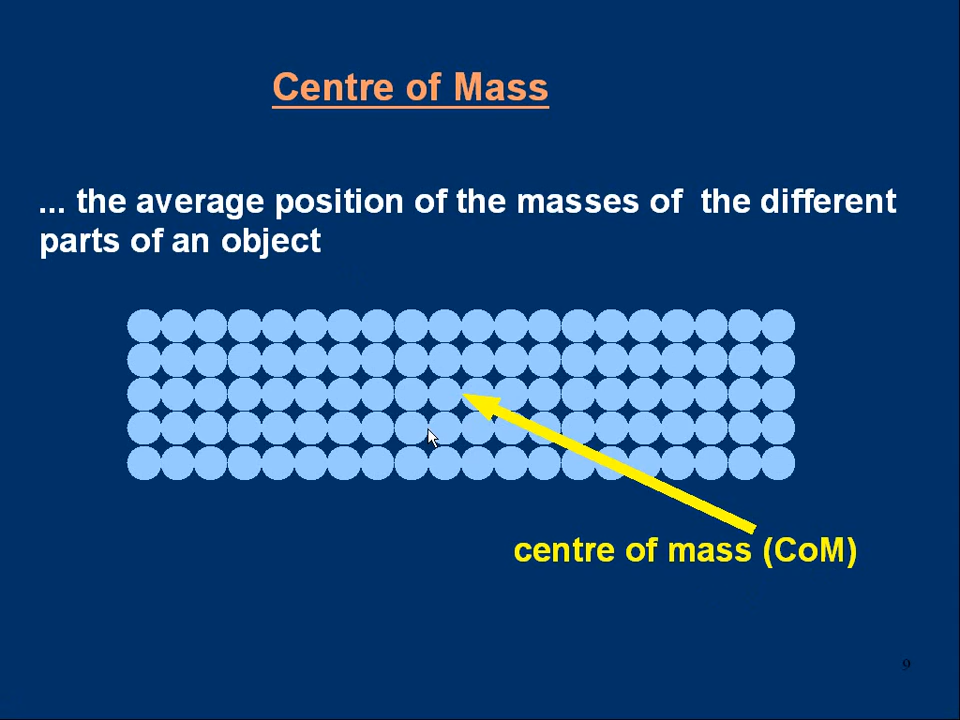 Centre of Mass
... the average position of the masses of  the different
parts of an object
centre of mass (CoM)
9